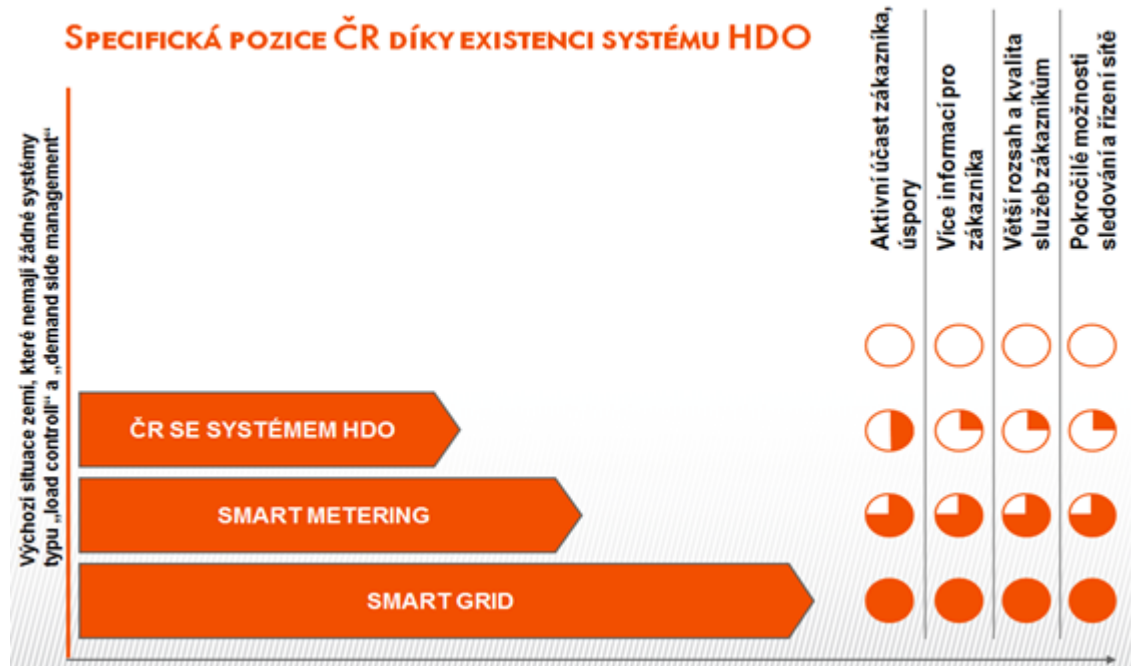 SPECIFICKÁ POZICE ČR DÍKY EXISTENCI SYSTÉMU HDO
Aktivní účast zákazníka,
úspory
Více informací pro
zákazníka
Větší rozsah a kvalita
služeb zákazníkům
Pokročilé možnosti
sledování a řízení sítě
Výchozí situace zemí, které nemají žádné systémy
typu „load controll“ a „demand side management“
ČR SE SYSTÉMEM HDO
SMART METERING
SMART GRID